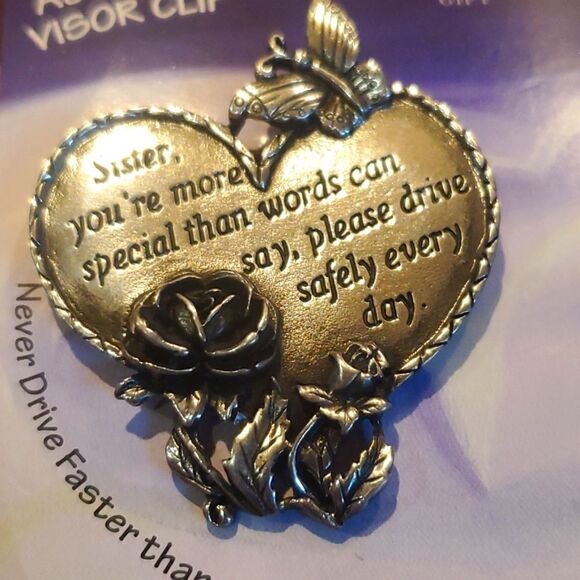 VISOR CLIP
GIFT
Sister,
you're more
special than words can
say, please drive
safely every
day.
Never Drive Faster than